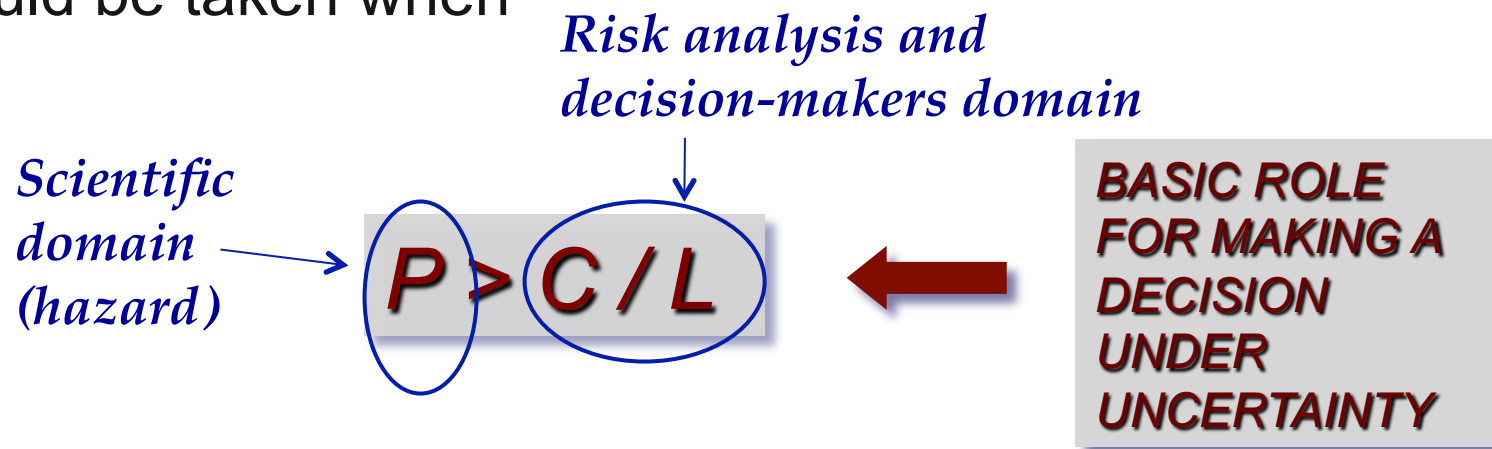 be taken when
Risk analysis and
decision-makers domain
Scientific
domain
(hazard)
P > C / L
BASIC ROLE
FOR MAKING A
DECISION
UNDER
UNCERTAINTY